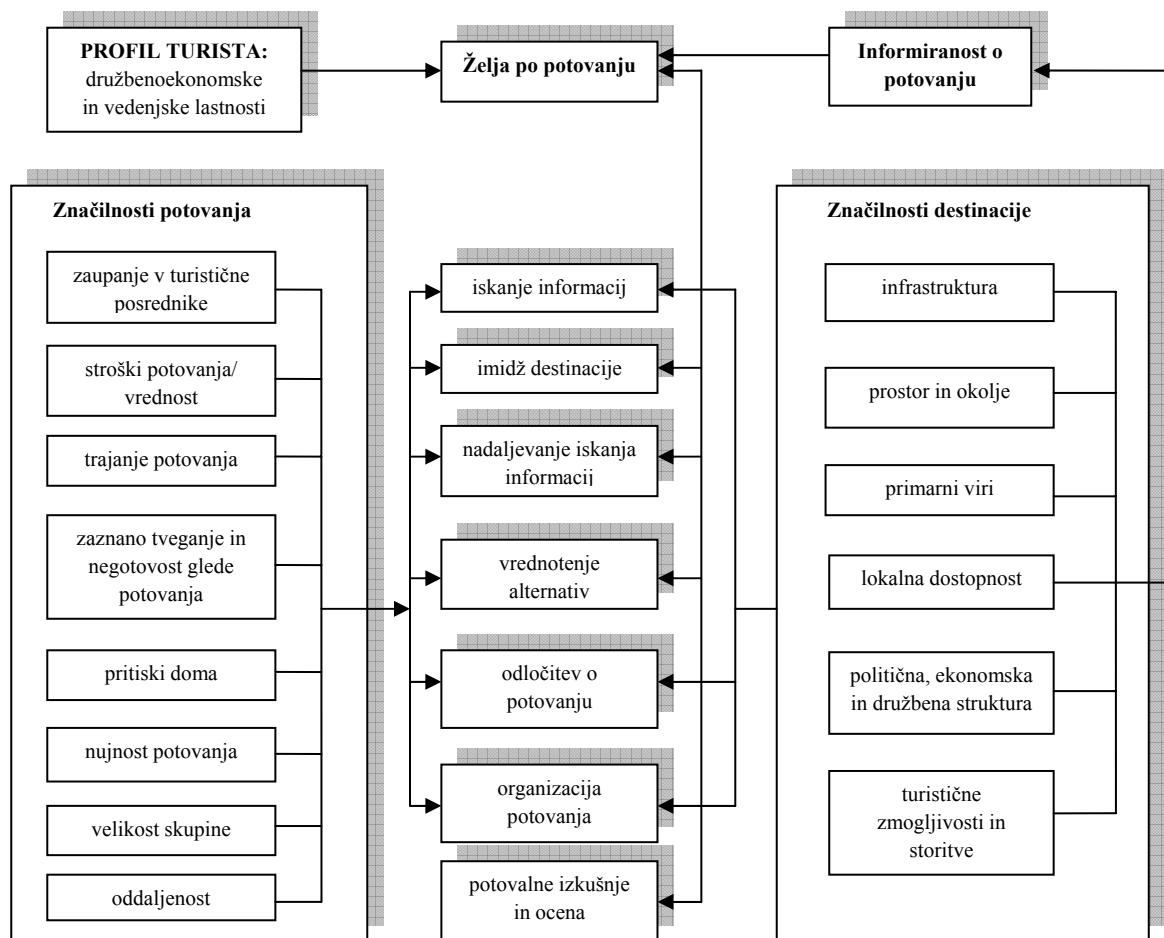 PROFIL TURISTA:
družbenoekonomske
in vedenjske lastnosti
Želja po potovanju
Informiranost o
potovanju
Značilnosti potovanja
zaupanje v turistične
posrednike
stroški potovanja/
vrednost
trajanje potovanja
zaznano tveganje in
negotovost glede
potovanja
pritiski doma
nujnost potovanja
velikost skupine
oddaljenost
iskanje informacij
imidž destinacije
nadaljevanje iskanja
informacij
vrednotenje
alternativ
odločitev o
potovanju
organizacija
potovanja
potovalne izkušnje
in ocena
Značilnosti destinacije
infrastruktura
prostor in okolje
primarni viri
lokalna dostopnost
politična, ekonomska
in družbena struktura
turistične
zmogljivosti in
storitve